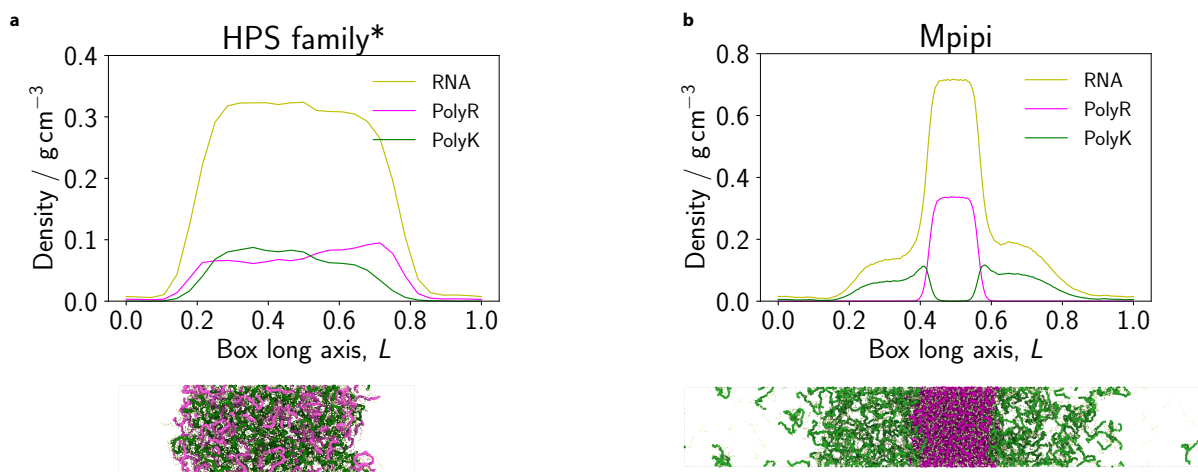 a
HPS family*
Density / g cm⁻³
0.4
0.3
0.2
0.1
0.0
RNA
PolyR
PolyK
0.0 0.2 0.4 0.6 0.8 1.0
Box long axis, L
b
Mpipi
Density / g cm⁻³
0.8
0.6
0.4
0.2
0.0
RNA
PolyR
PolyK
0.0 0.2 0.4 0.6 0.8 1.0
Box long axis, L